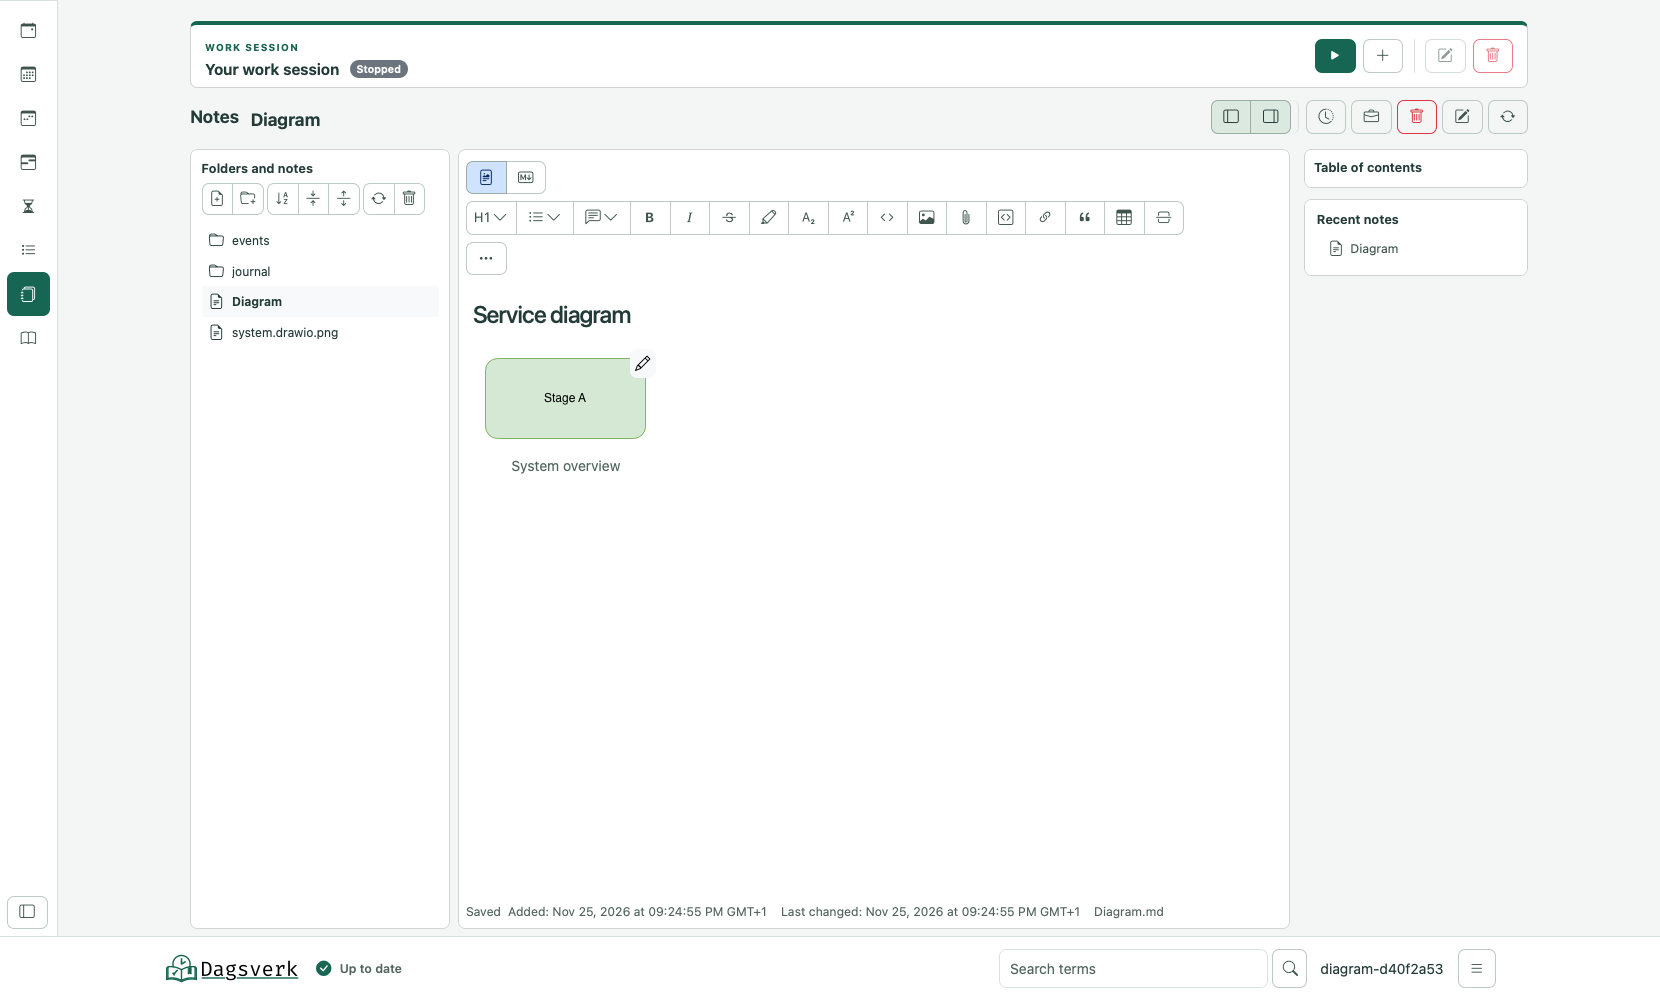 WORK SESSION
Your work session Stopped
Notes Diagram
Folders and notes
events
journal
Diagram
system.drawio.png
H1
B I S A₂ A²
Service diagram
Stage A
System overview
Saved Added: Nov 25, 2026 at 09:24:55 PM GMT+1 Last changed: Nov 25, 2026 at 09:24:55 PM GMT+1 Diagram.md
Table of contents
Recent notes
Diagram
Dagsverk Up to date
Search terms
diagram-d40f2a53